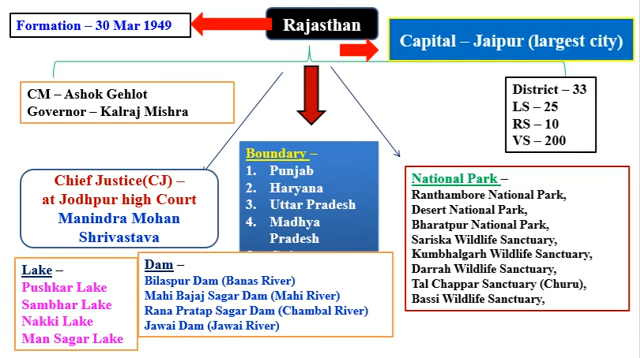 Formation – 30 Mar 1949
Rajasthan
Capital – Jaipur (largest city)
CM – Ashok Gehlot
Governor – Kalraj Mishra
District – 33
LS – 25
RS – 10
VS – 200
Chief Justice(CJ) –
at Jodhpur high Court
Manindra Mohan
Shrivastava
Boundary –
1. Punjab
2. Haryana
3. Uttar Pradesh
4. Madhya
Pradesh
National Park –
Ranthambore National Park,
Desert National Park,
Bharatpur National Park,
Sariska Wildlife Sanctuary,
Kumbhalgarh Wildlife Sanctuary,
Darrah Wildlife Sanctuary,
Tal Chappar Sanctuary (Churu),
Bassi Wildlife Sanctuary,
Lake –
Pushkar Lake
Sambhar Lake
Nakki Lake
Man Sagar Lake
Dam –
Bilaspur Dam (Banas River)
Mahi Bajaj Sagar Dam (Mahi River)
Rana Pratap Sagar Dam (Chambal River)
Jawai Dam (Jawai River)